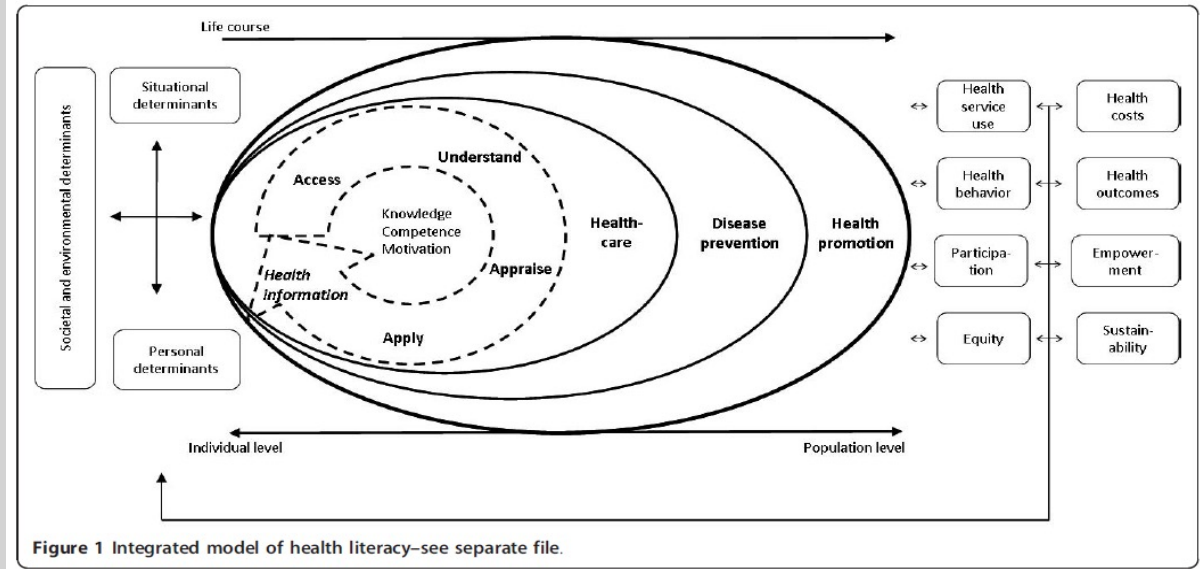 Life course
Societal and environmental determinants
Situational
determinants
Personal
determinants
Access
Understand
Appraise
Apply
Health
information
Knowledge
Competence
Motivation
Health-
care
Disease
prevention
Health
promotion
Health
service
use
Health
costs
Health
behavior
Health
outcomes
Participa-
tion
Empower-
ment
Equity
Sustain-
ability
Individual level
Population level
Figure 1 Integrated model of health literacy–see separate file.